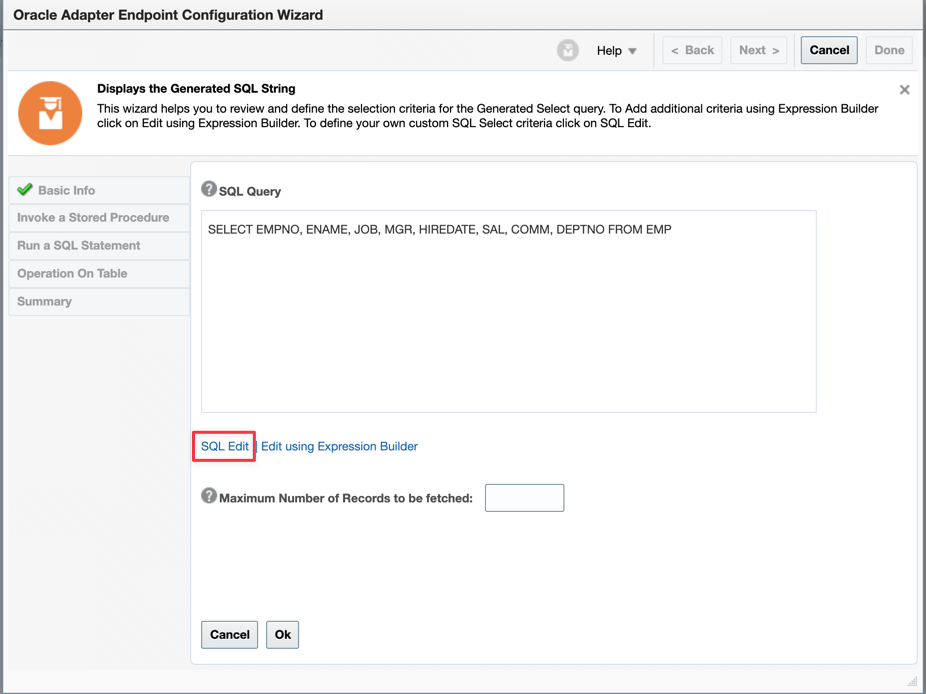 Oracle Adapter Endpoint Configuration Wizard
Help
< Back
Next >
Cancel
Done
Displays the Generated SQL String
This wizard helps you to review and define the selection criteria for the Generated Select query. To Add additional criteria using Expression Builder
click on Edit using Expression Builder. To define your own custom SQL Select criteria click on SQL Edit.
Basic Info
Invoke a Stored Procedure
Run a SQL Statement
Operation On Table
Summary
? SQL Query
SELECT EMPNO, ENAME, JOB, MGR, HIREDATE, SAL, COMM, DEPTNO FROM EMP
SQL Edit | Edit using Expression Builder
? Maximum Number of Records to be fetched:
Cancel
Ok